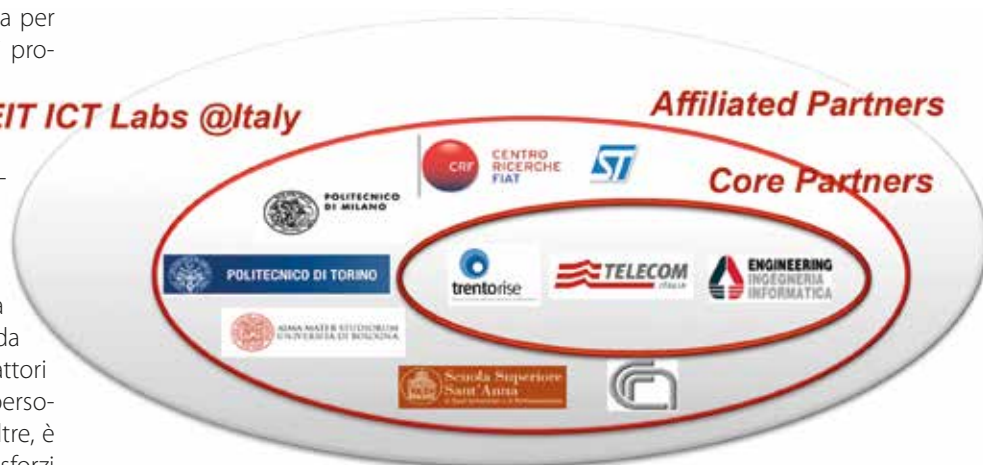 a per
pro-
EIT ICT Labs @Italy
Affiliated Partners
Core Partners
CRF
CENTRO
RICERCHE
FIAT
ST
POLITECNICO
DI MILANO
POLITECNICO DI TORINO
trentorise
TELECOM
ITALIA
ENGINEERING
INGEGNERIA
INFORMATICA
ALMA MATER STUDIORUM
UNIVERSITÀ DI BOLOGNA
Scuola Superiore
Sant'Anna
a
da
attori
perso-
ltre, è
sforzi